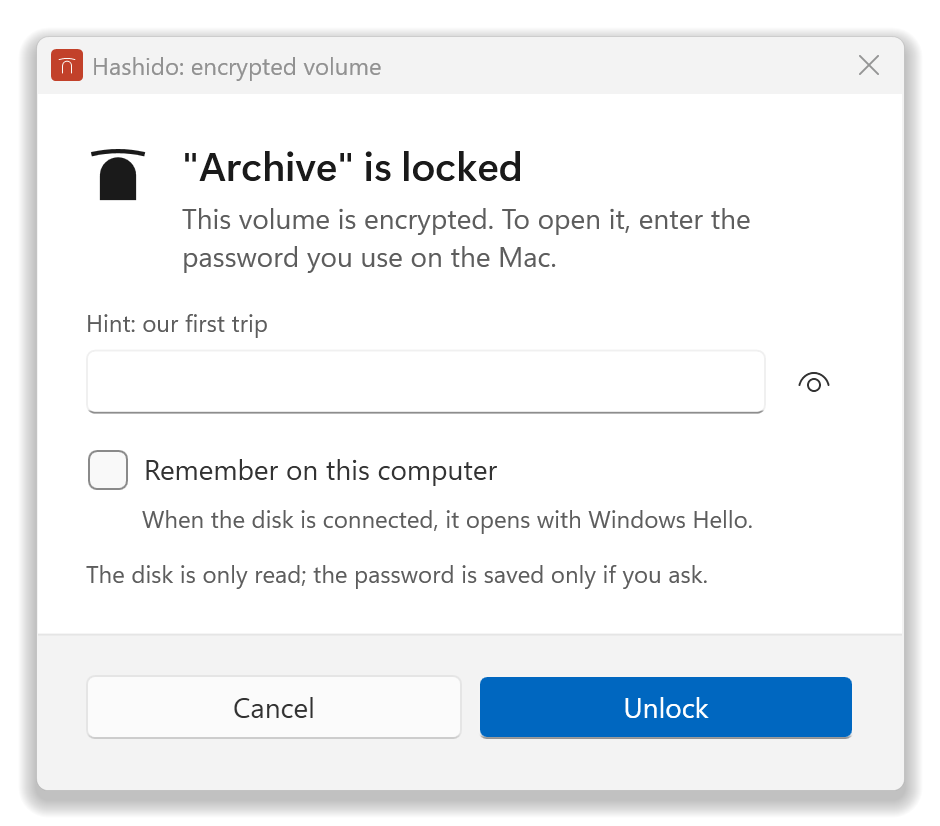 Hashido: encrypted volume
"Archive" is locked
This volume is encrypted. To open it, enter the
password you use on the Mac.
Hint: our first trip
Remember on this computer
When the disk is connected, it opens with Windows Hello.
The disk is only read; the password is saved only if you ask.
Cancel
Unlock